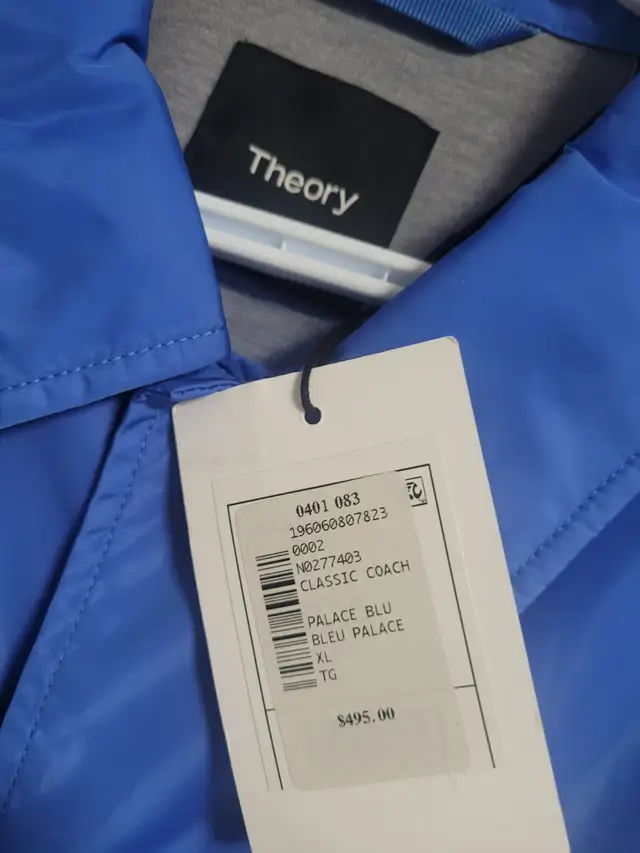 Theory
0401 083
196060807823
0002
N0277403
CLASSIC COACH
PALACE BLU
BLEU PALACE
XL
TG
$495.00